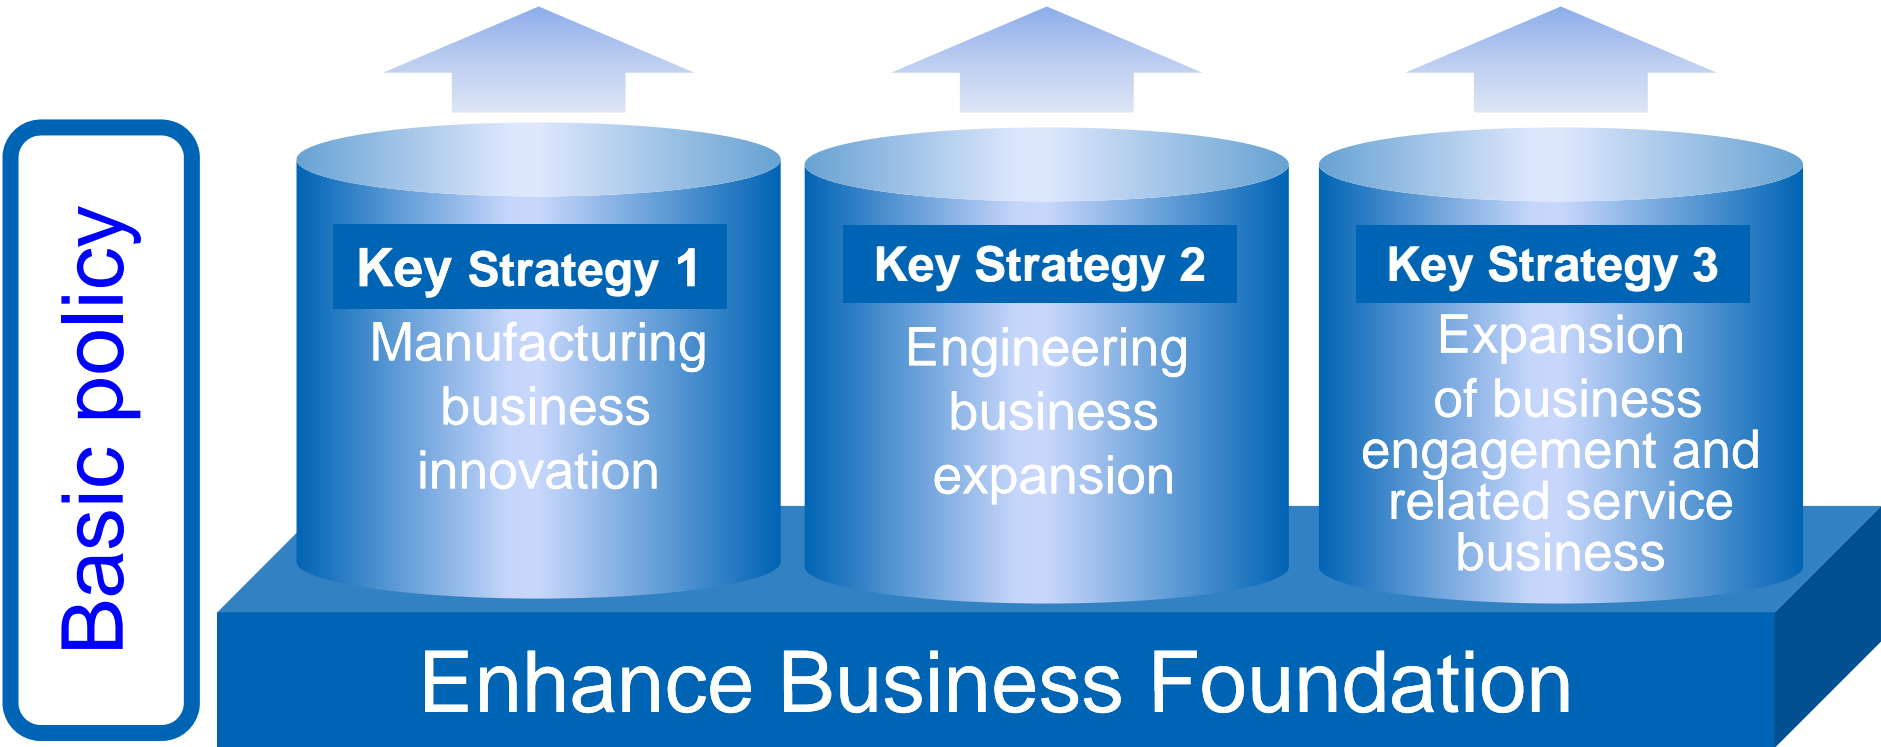 Basic policy
Key Strategy 1
Manufacturing
business
innovation
Key Strategy 2
Engineering
business
expansion
Key Strategy 3
Expansion
of business
engagement and
related service
business
Enhance Business Foundation